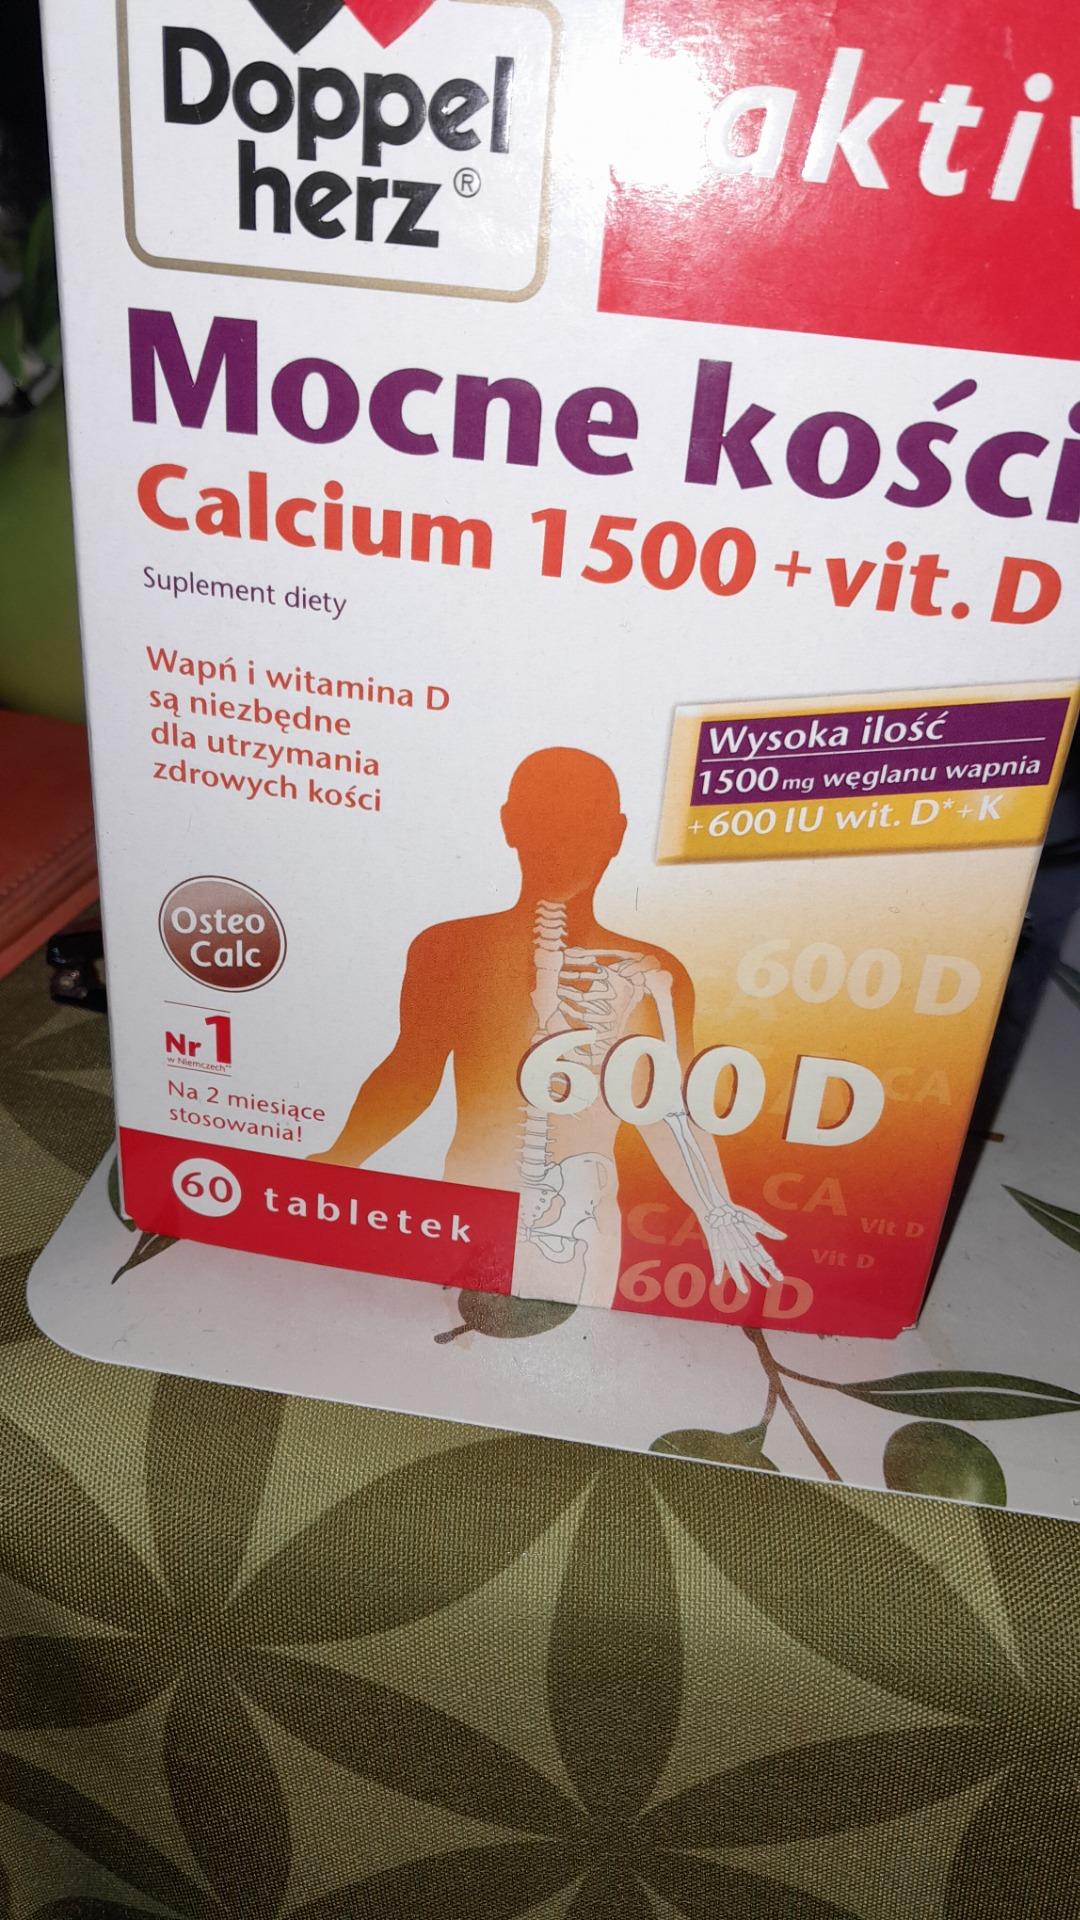 Doppel
herz®
aktiv
Mocne kości
Calcium 1500 + vit. D
Suplement diety
Wapń i witamina D
są niezbędne
dla utrzymania
zdrowych kości
Wysoka ilość
1500 mg węglanu wapnia
+600 IU wit. D*+K
Osteo
Calc
600 D
Nr 1
w Niemczech**
600 D
CA
Na 2 miesiące
stosowania!
60 tabletek
CA
Vit D
CA
Vit D
600 D